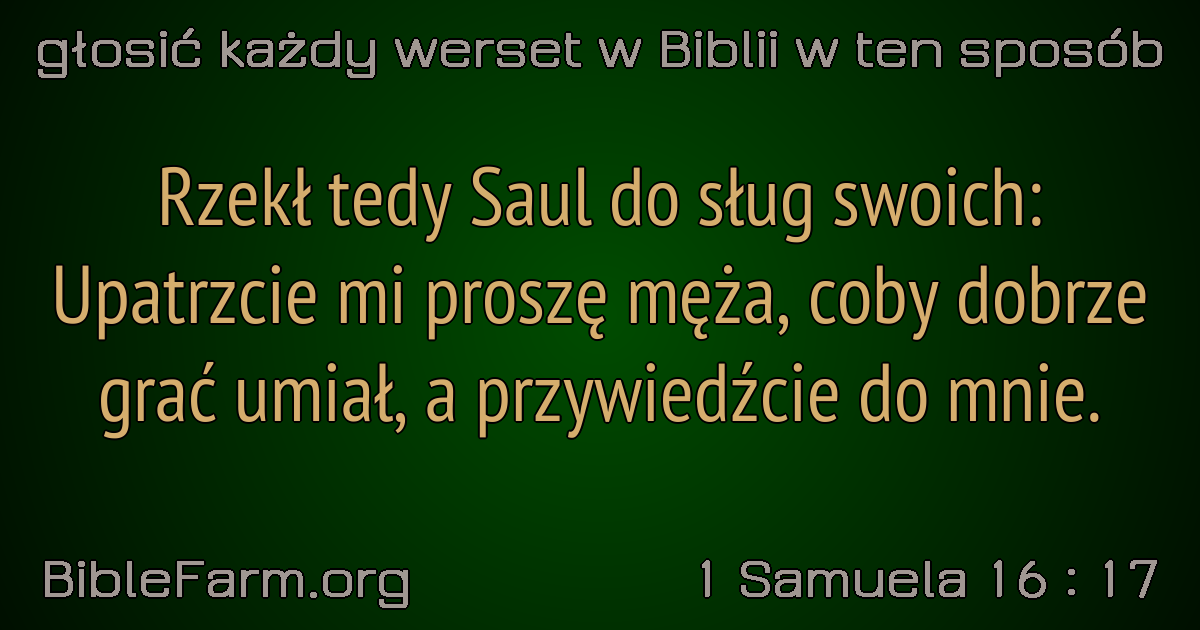 głosić każdy werset w Biblii w ten sposób
Rzekł tedy Saul do sług swoich:
Upatrzcie mi proszę męża, coby dobrze
grać umiał, a przywiedźcie do mnie.
BibleFarm.org
1 Samuela 16 : 17